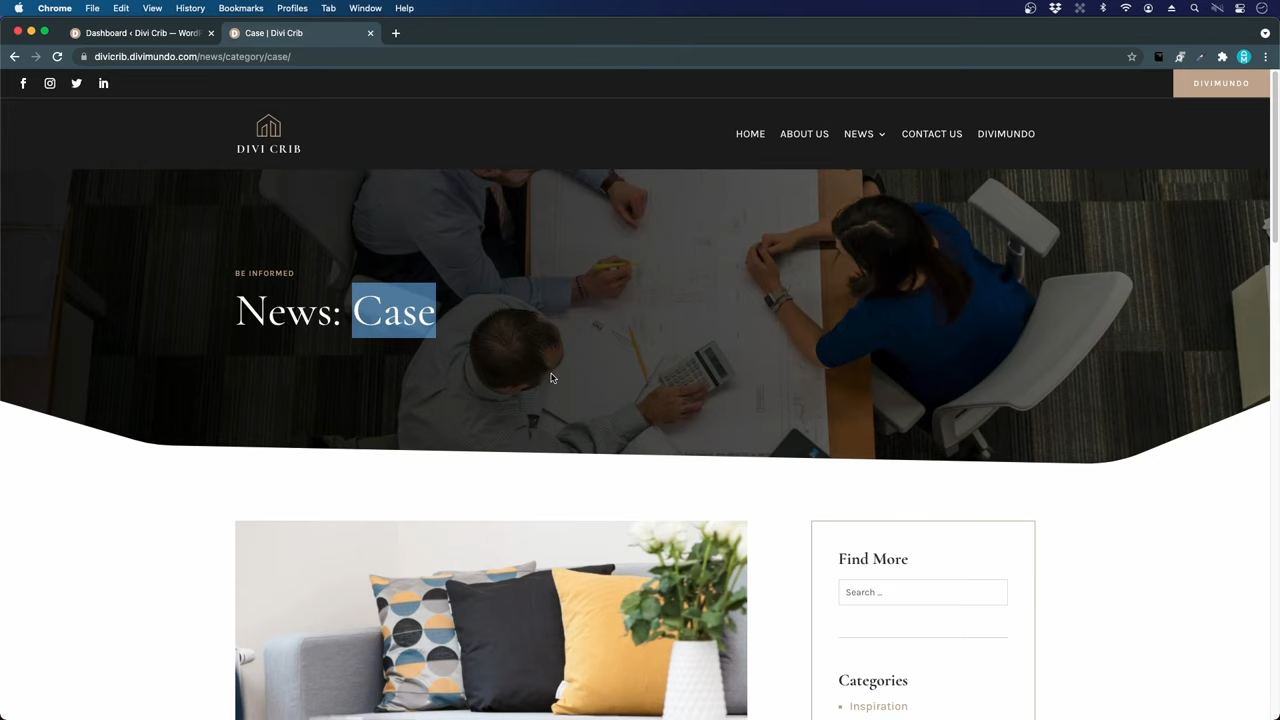 Chrome File Edit View History Bookmarks Profiles Tab Window Help
Dashboard ‹ Divi Crib — Word
Case | Divi Crib
divicrib.divimundo.com/news/category/case/
DIVIMUNDO
DIVI CRIB
HOME ABOUT US NEWS CONTACT US DIVIMUNDO
BE INFORMED
News: Case
Find More
Search …
Categories
Inspiration